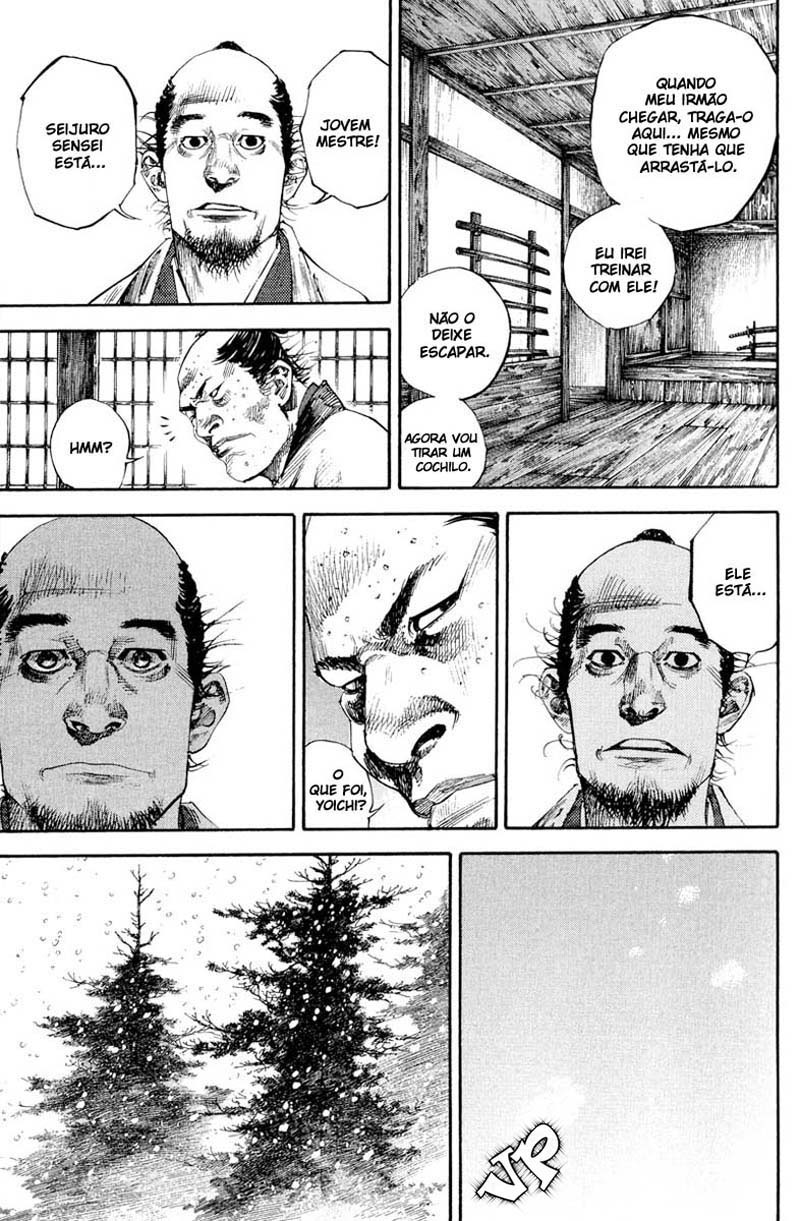 QUANDO
MEU IRMÃO
CHEGAR, TRAGA-O
AQUI... MESMO
QUE TENHA QUE
ARRASTÁ-LO.
EU IREI
TREINAR
COM ELE!
NÃO O
DEIXE
ESCAPAR.
AGORA VOU
TIRAR UM
COCHILO.
JOVEM
MESTRE!
SEIJURO
SENSEI
ESTÁ...
HMM?
ELE
ESTÁ...
O
QUE FOI,
YOICHI?
VP